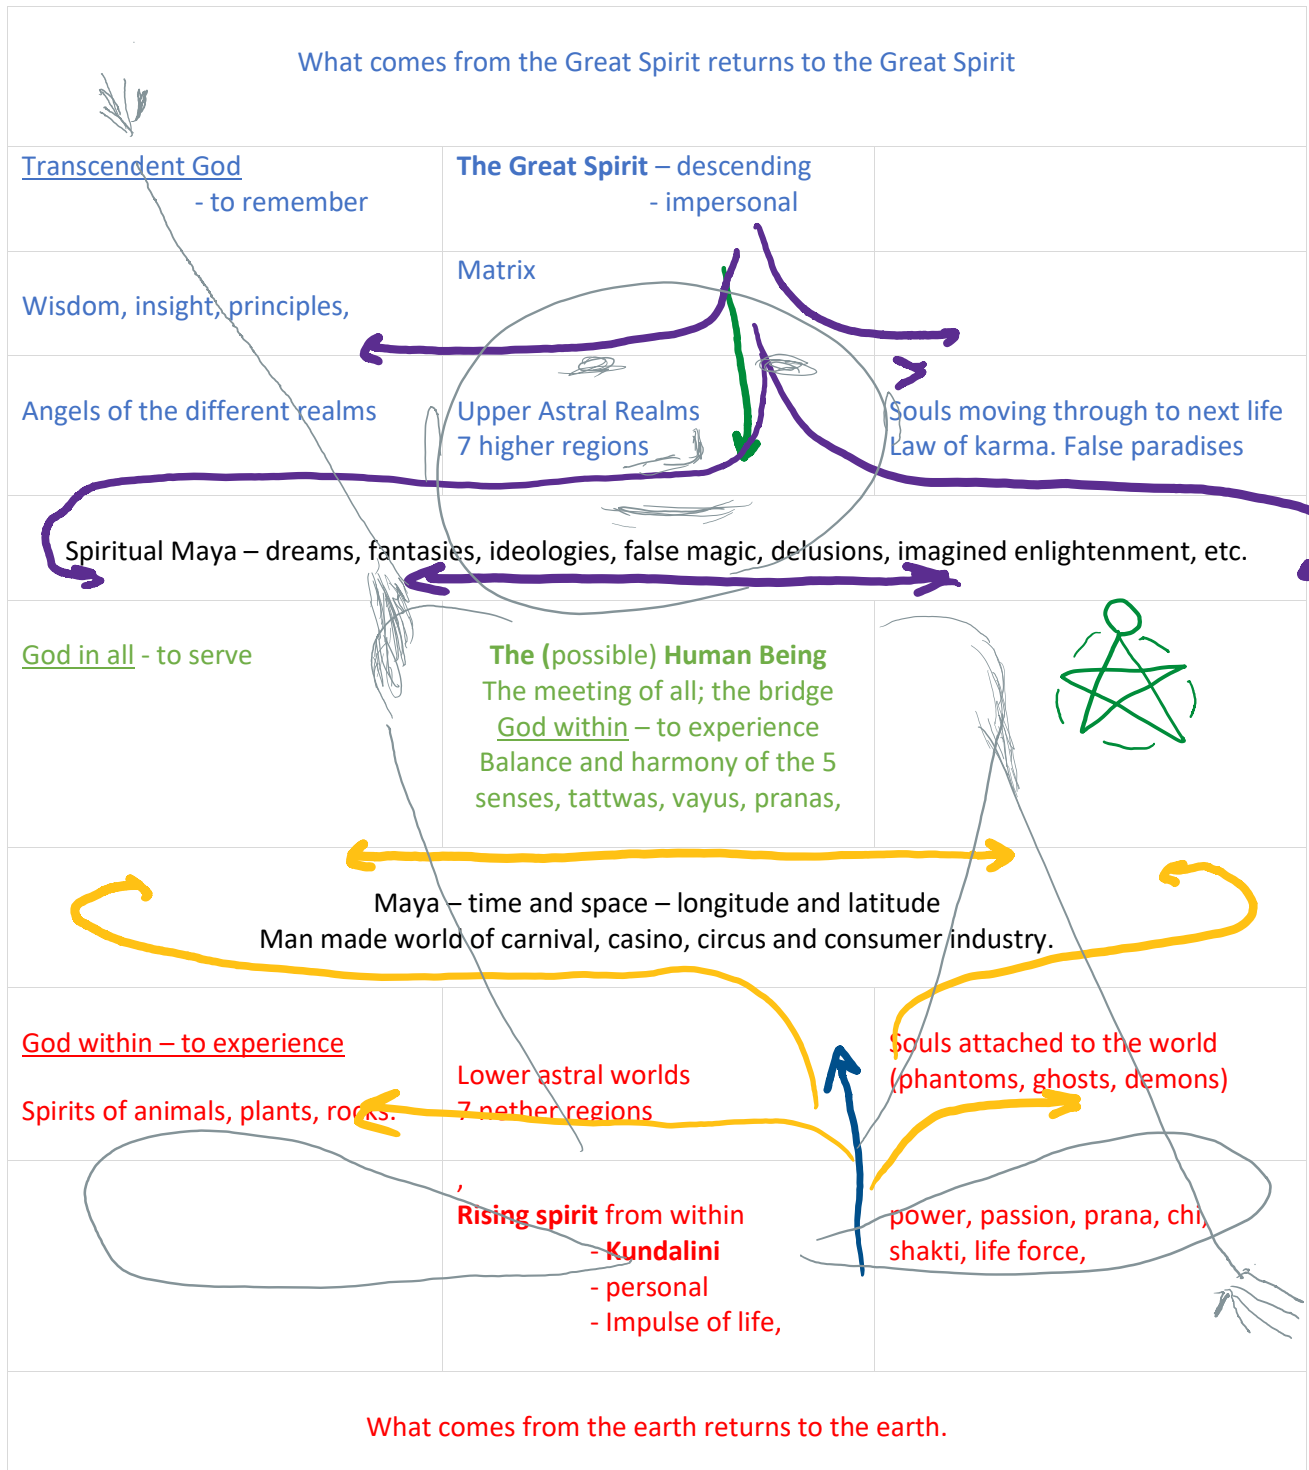 What comes from the Great Spirit returns to the Great Spirit
Transcendent God
- to remember
The Great Spirit – descending
- impersonal
Wisdom, insight, principles,
Matrix
Angels of the different realms
Upper Astral Realms
7 higher regions
Souls moving through to next life
Law of karma. False paradises
Spiritual Maya – dreams, fantasies, ideologies, false magic, delusions, imagined enlightenment, etc.
God in all - to serve
The (possible) Human Being
The meeting of all; the bridge
God within – to experience
Balance and harmony of the 5
senses, tattwas, vayus, pranas,
Maya – time and space – longitude and latitude
Man made world of carnival, casino, circus and consumer industry.
God within – to experience
Spirits of animals, plants, rocks.
Lower astral worlds
7 nether regions
Souls attached to the world
(phantoms, ghosts, demons)
,
Rising spirit from within
- Kundalini
- personal
- Impulse of life,
power, passion, prana, chi,
shakti, life force,
What comes from the earth returns to the earth.